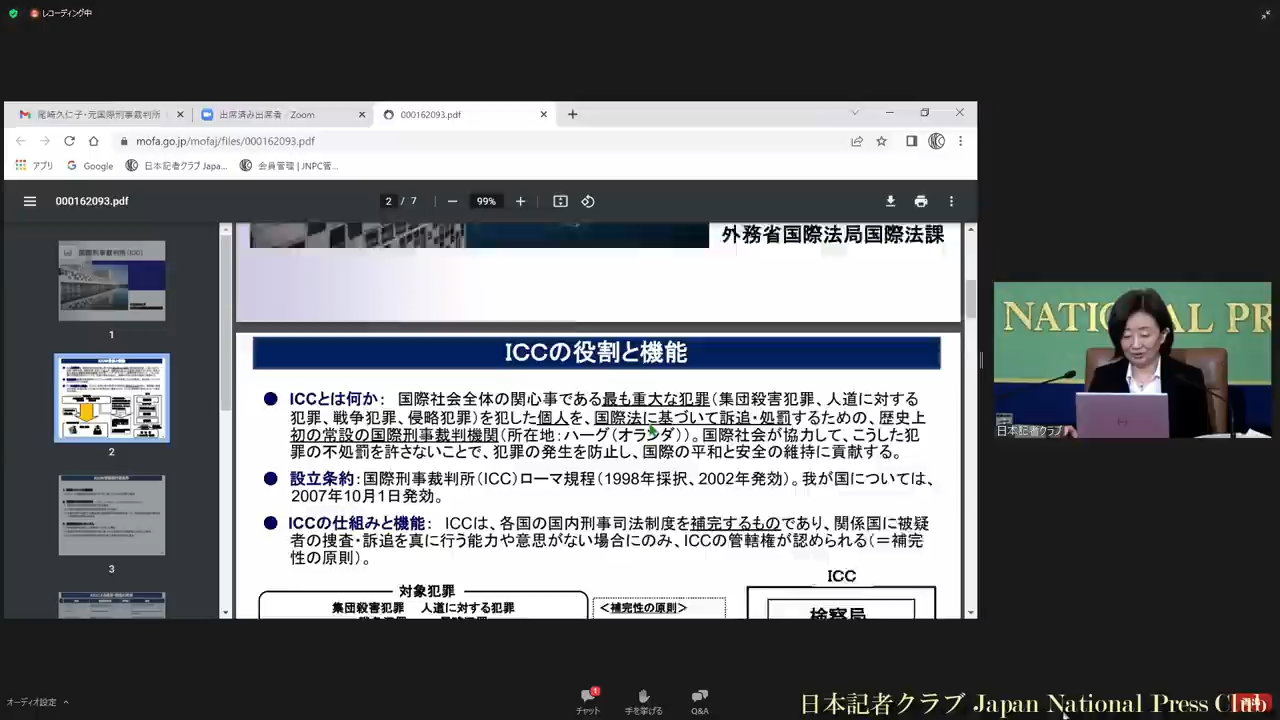 レコーディング中
尾崎久仁子・元国際刑事裁判所
出席済み出席者 - Zoom
000162093.pdf
mofa.go.jp/mofaj/files/000162093.pdf
アプリ
Google
日本記者クラブ Japa...
会員管理 | JNPC管...
000162093.pdf
2 / 7
99%
外務省国際法局国際法課
国際刑事裁判所(ICC)
1
2
3
ICCの役割と機能
ICCとは何か： 国際社会全体の関心事である最も重大な犯罪（集団殺害犯罪、人道に対する
犯罪、戦争犯罪、侵略犯罪）を犯した個人を、国際法に基づいて訴追・処罰するための、歴史上
初の常設の国際刑事裁判機関（所在地：ハーグ（オランダ））。国際社会が協力して、こうした犯
罪の不処罰を許さないことで、犯罪の発生を防止し、国際の平和と安全の維持に貢献する。
設立条約：国際刑事裁判所（ICC）ローマ規程（1998年採択、2002年発効）。我が国については、
2007年10月1日発効。
ICCの仕組みと機能： ICCは、各国の国内刑事司法制度を補完するものであり、関係国に被疑
者の捜査・訴追を真に行う能力や意思がない場合にのみ、ICCの管轄権が認められる（＝補完
性の原則）。
対象犯罪
集団殺害犯罪 人道に対する犯罪
＜補完性の原則＞
ICC
検察局
NATIONAL PR
日本記者クラブ
オーディオ設定
1
チャット
手を挙げる
Q&A
日本記者クラブ Japan National Press Club